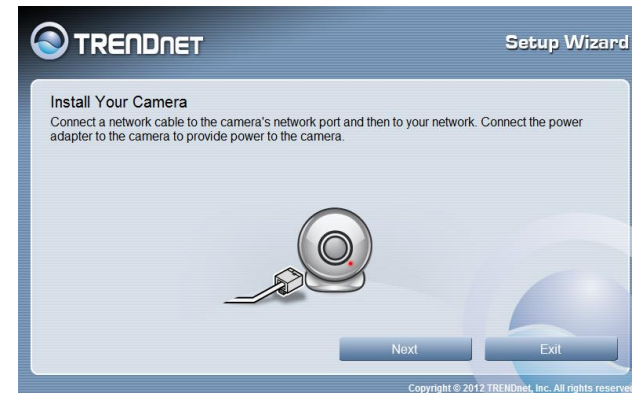 TRENDNET
Setup Wizard
Install Your Camera
Connect a network cable to the camera's network port and then to your network. Connect the power
adapter to the camera to provide power to the camera.
Next
Exit
Copyright © 2012 TRENDnet, Inc. All rights reserve